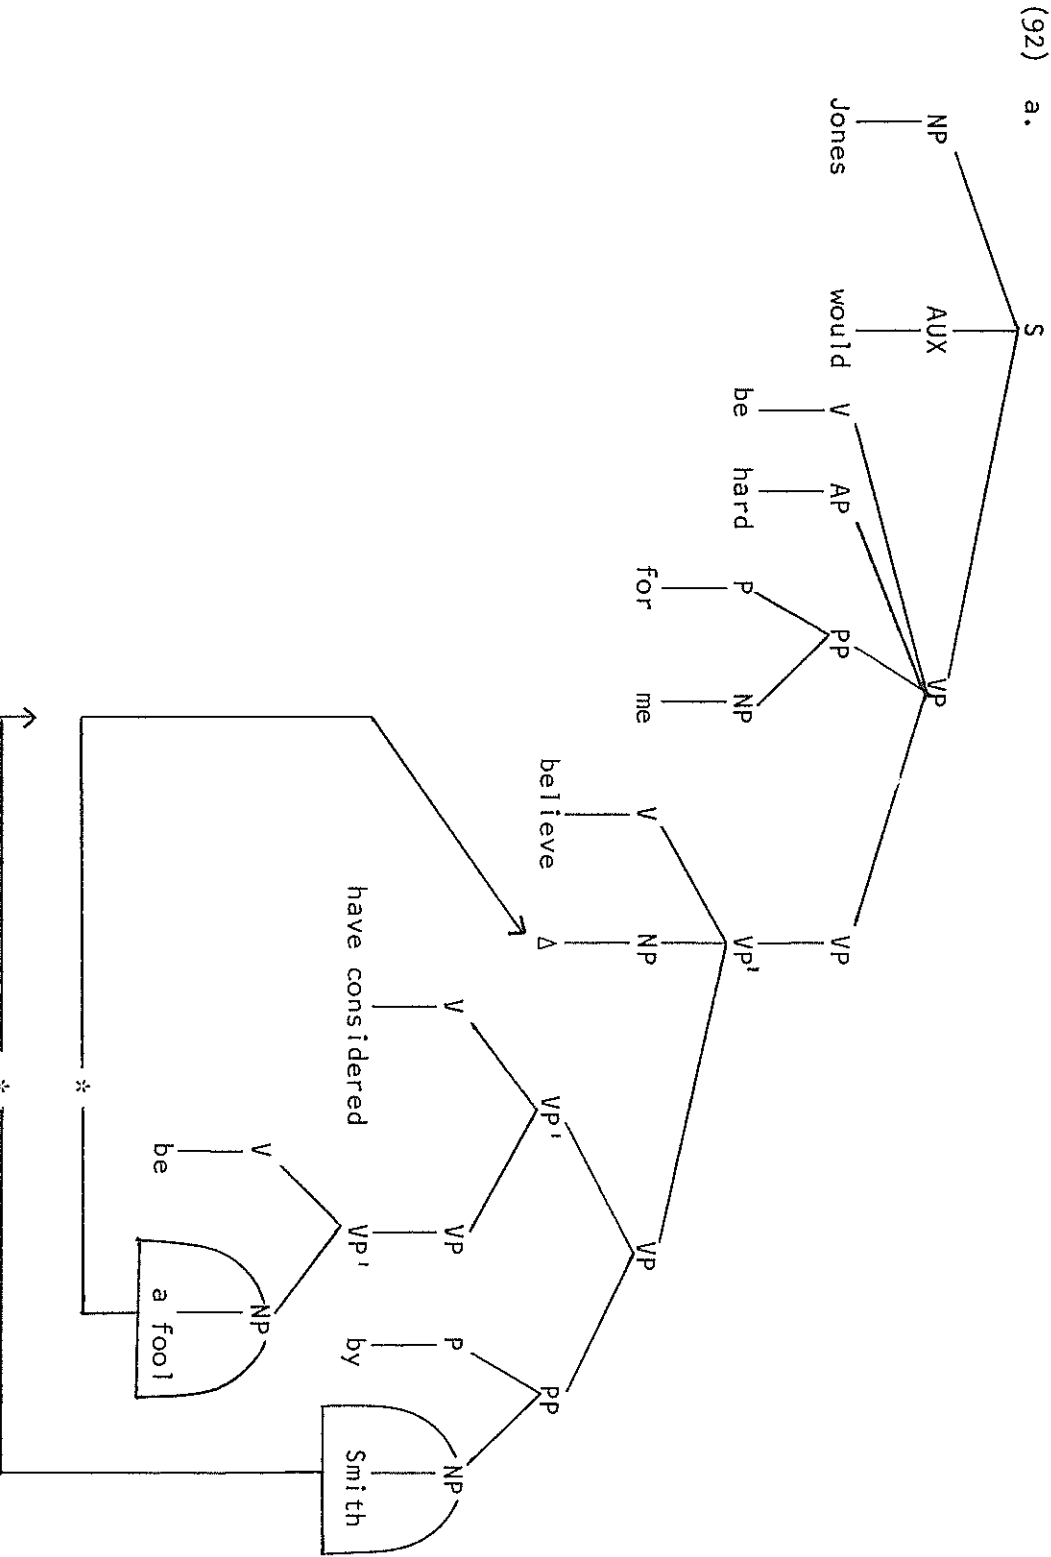 (92) a. S
NP AUX VP
Jones would V AP PP VP
be hard P NP VP'
for me V NP VP
believe Δ VP' PP
V VP P NP
have considered VP' by Smith
V NP
be a fool
*
*